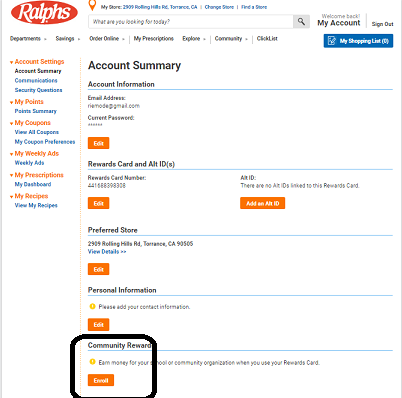 Ralphs
My Store: 2909 Rolling Hills Rd, Torrance, CA | Change Store | Find a Store
What are you looking for today?
Welcome back!
My Account
Sign Out
Departments Savings Order Online My Prescriptions Explore Community ClickList
My Shopping List (0)
Account Settings
Account Summary
Communications
Security Questions
My Points
Points Summary
My Coupons
View All Coupons
My Coupon Preferences
My Weekly Ads
Weekly Ads
My Prescriptions
My Dashboard
My Recipes
View My Recipes
Account Summary
Account Information
Email Address:
riemode@gmail.com
Current Password:
******
Edit
Rewards Card and Alt ID(s)
Rewards Card Number:
441688398308
Edit
Alt ID:
There are no Alt IDs linked to this Rewards Card.
Add an Alt ID
Preferred Store
2909 Rolling Hills Rd, Torrance, CA 90505
View Details >>
Edit
Personal Information
Please add your contact information.
Edit
Community Reward
Earn money for your school or community organization when you use your Rewards Card.
Enroll